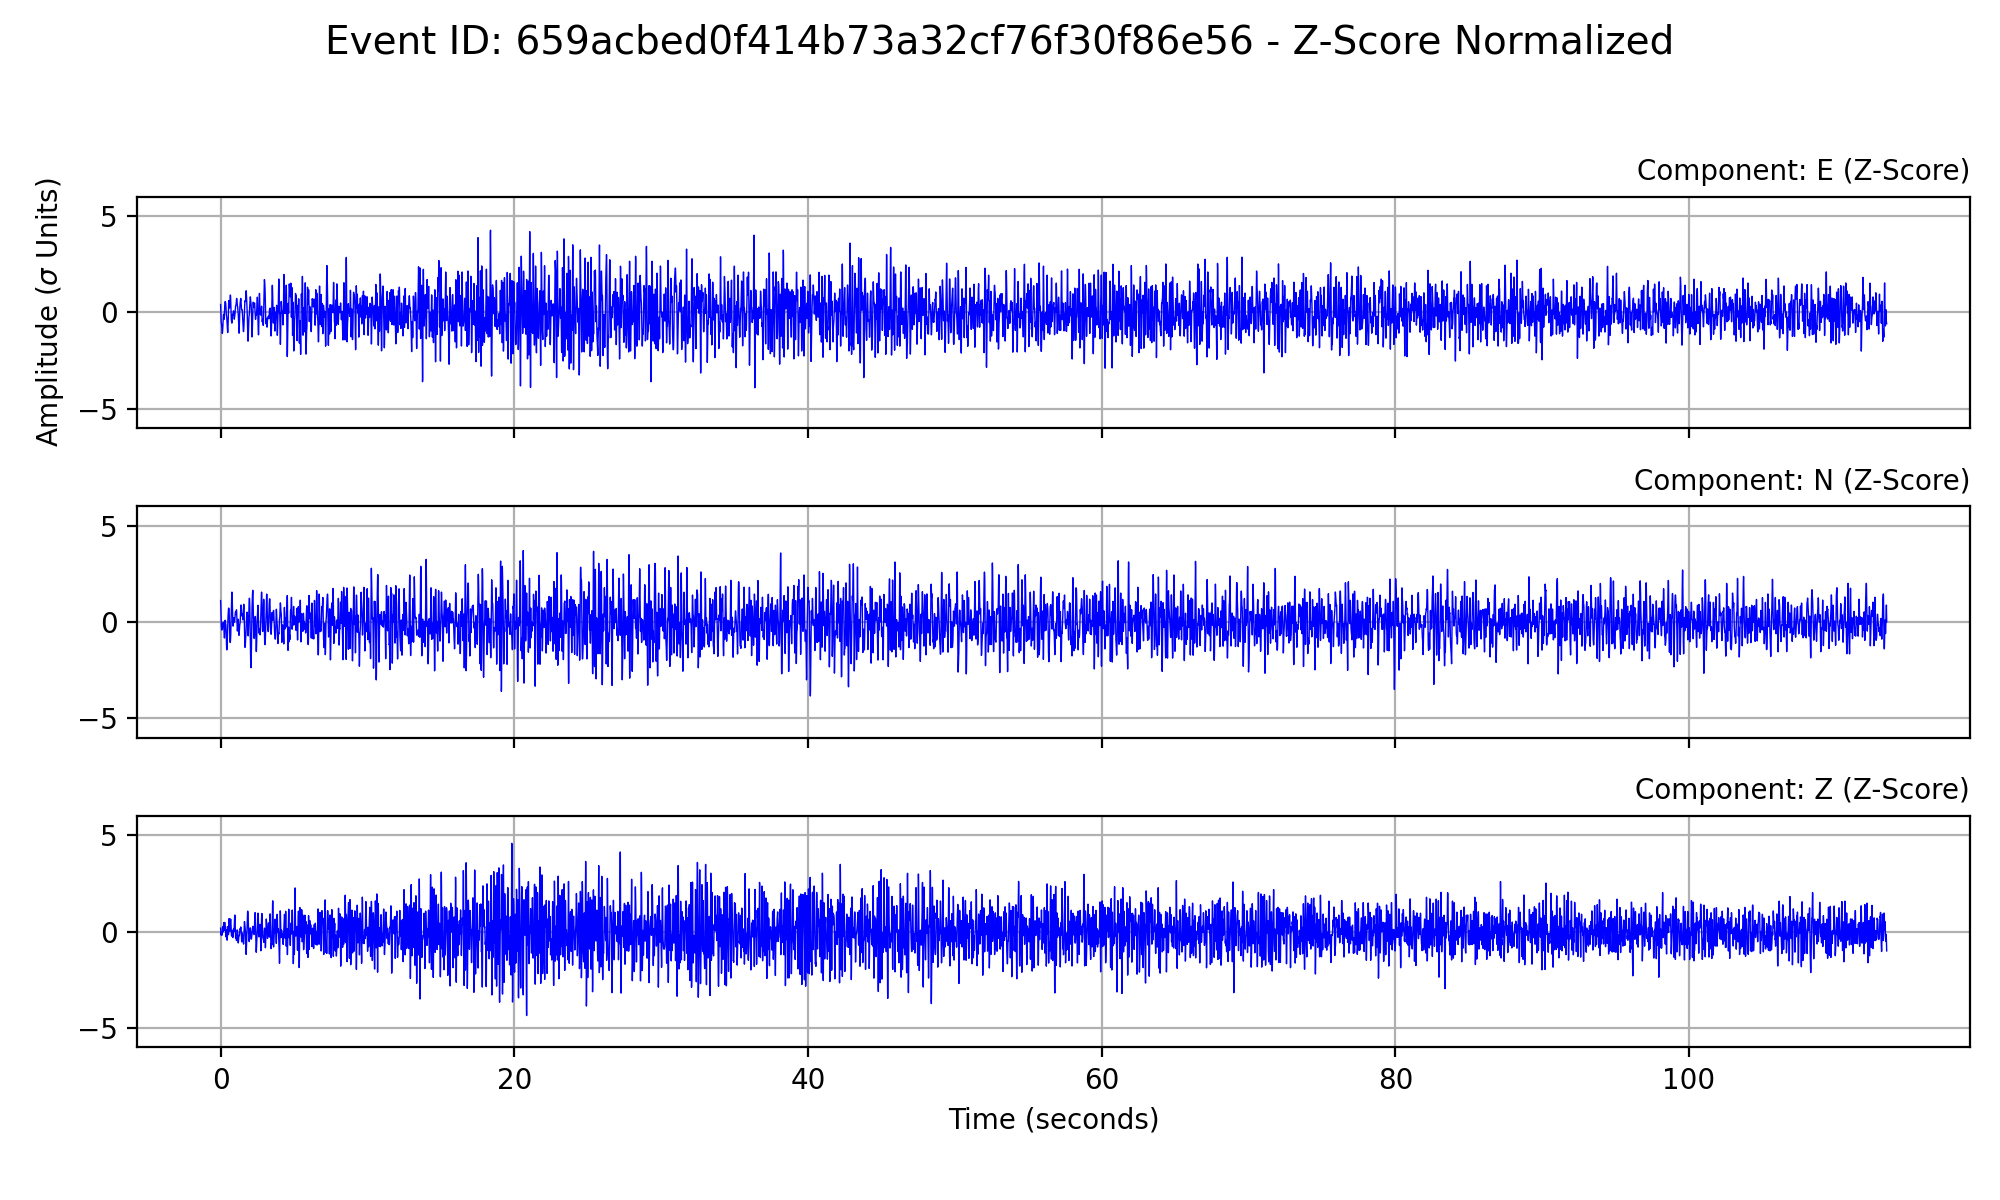 Event ID: 659acbed0f414b73a32cf76f30f86e56 - Z-Score Normalized
Component: E (Z-Score)
Amplitude (σ Units)
5
0
−5
Component: N (Z-Score)
5
0
−5
Component: Z (Z-Score)
5
0
−5
0 20 40 60 80 100
Time (seconds)